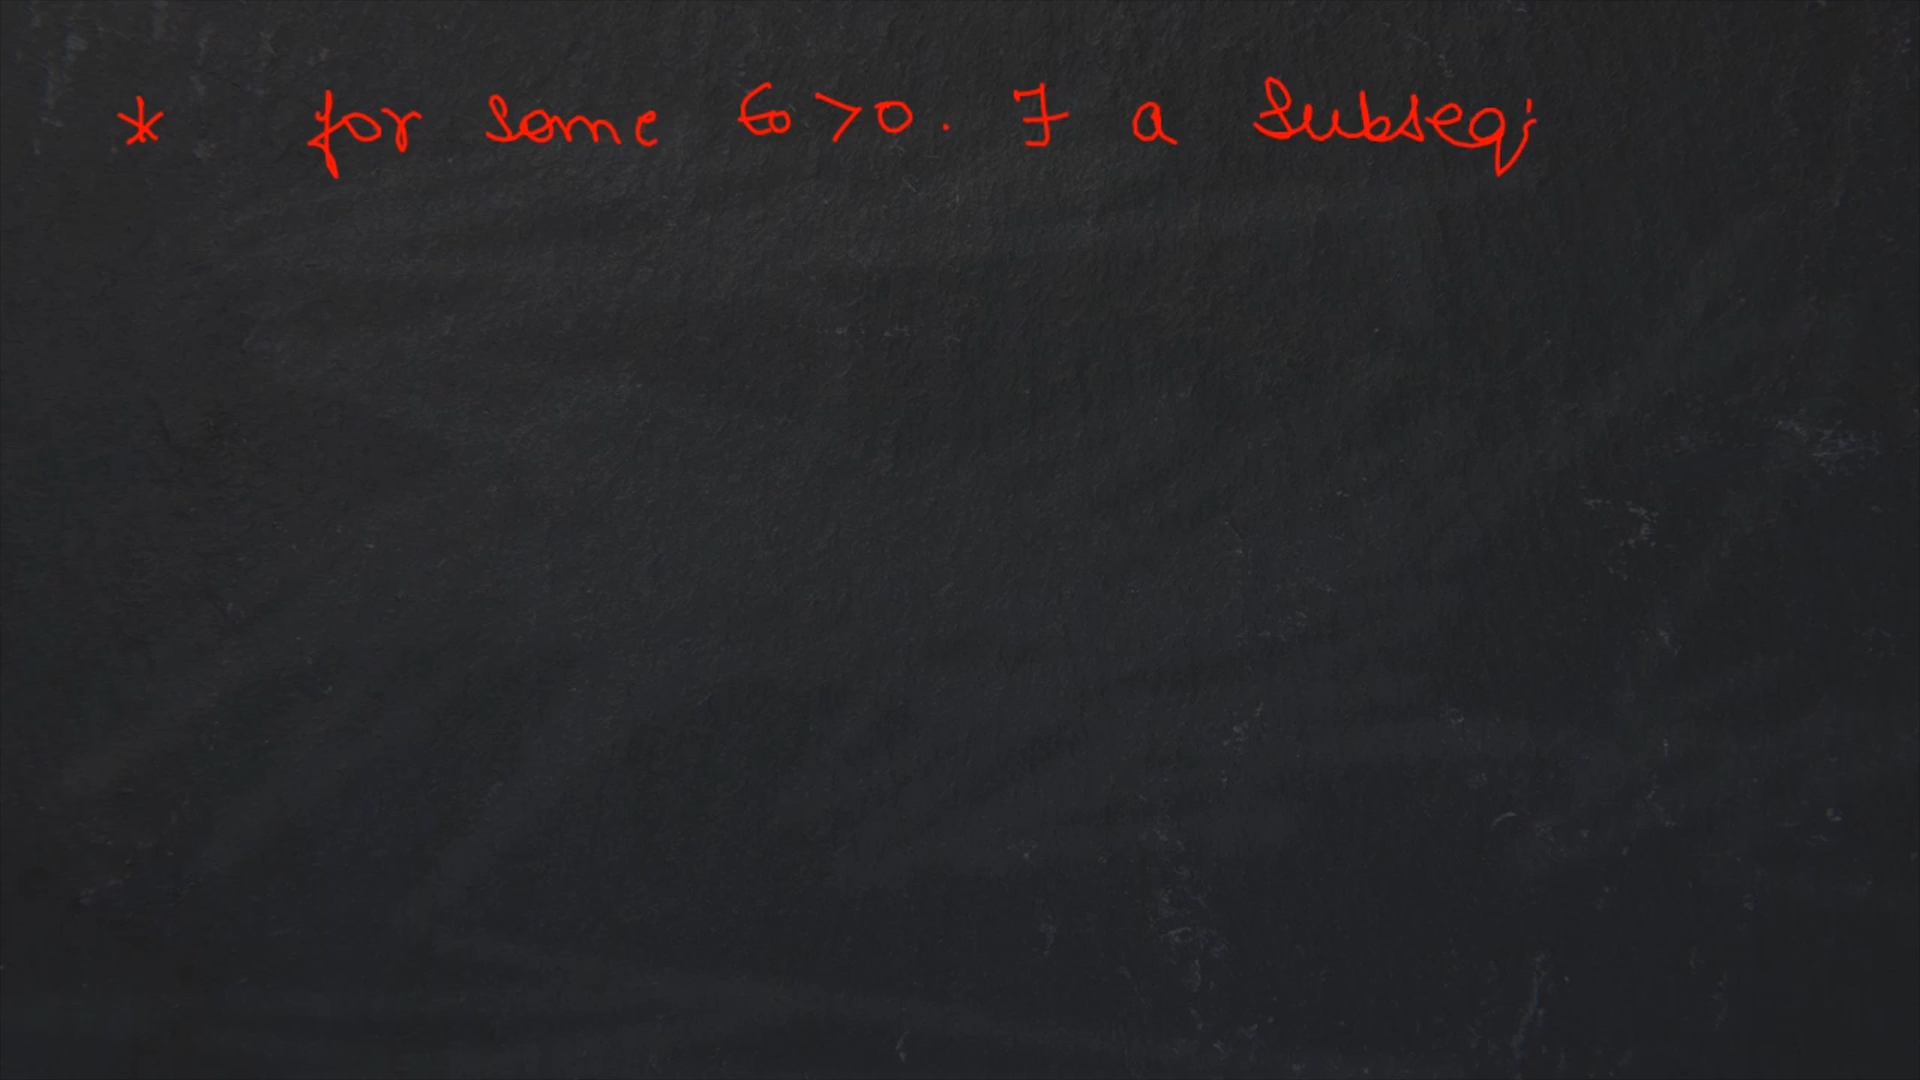 * for some ε₀>0. ∃ a subseq;